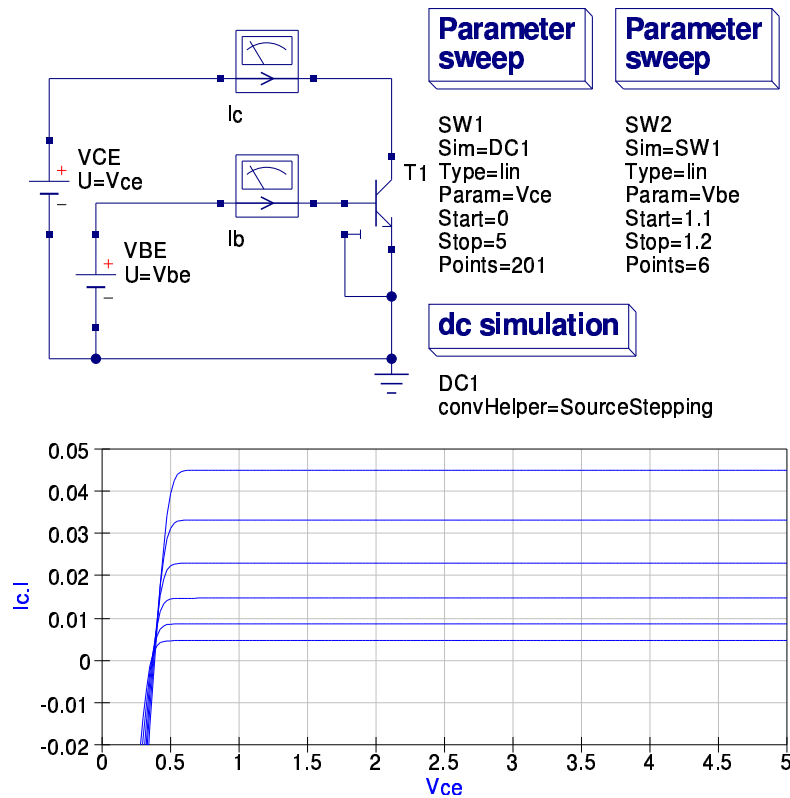 Ic
VCE
U=Vce
+
_
T1
Ib
VBE
U=Vbe
+
_
Parameter
sweep
SW1
Sim=DC1
Type=lin
Param=Vce
Start=0
Stop=5
Points=201
Parameter
sweep
SW2
Sim=SW1
Type=lin
Param=Vbe
Start=1.1
Stop=1.2
Points=6
dc simulation
DC1
convHelper=SourceStepping
0.05
0.04
0.03
0.02
0.01
0
-0.01
-0.02
Ic.I
0 0.5 1 1.5 2 2.5 3 3.5 4 4.5 5
Vce